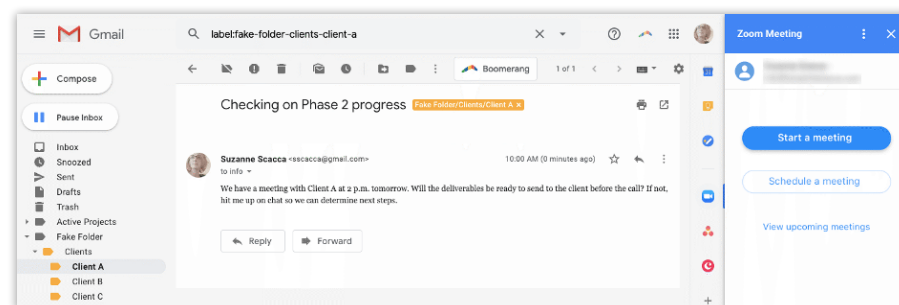 Gmail
label:fake-folder-clients-client-a
Zoom Meeting
Compose
Pause Inbox
Inbox
Snoozed
Sent
Drafts
Trash
Active Projects
Fake Folder
Clients
Client A
Client B
Client C
Boomerang
1 of 1
Checking on Phase 2 progress
Fake Folder/Clients/Client A x
Suzanne Scacca <sscacca@gmail.com>
10:00 AM (0 minutes ago)
to info
We have a meeting with Client A at 2 p.m. tomorrow. Will the deliverables be ready to send to the client before the call? If not,
hit me up on chat so we can determine next steps.
Reply
Forward
Start a meeting
Schedule a meeting
View upcoming meetings